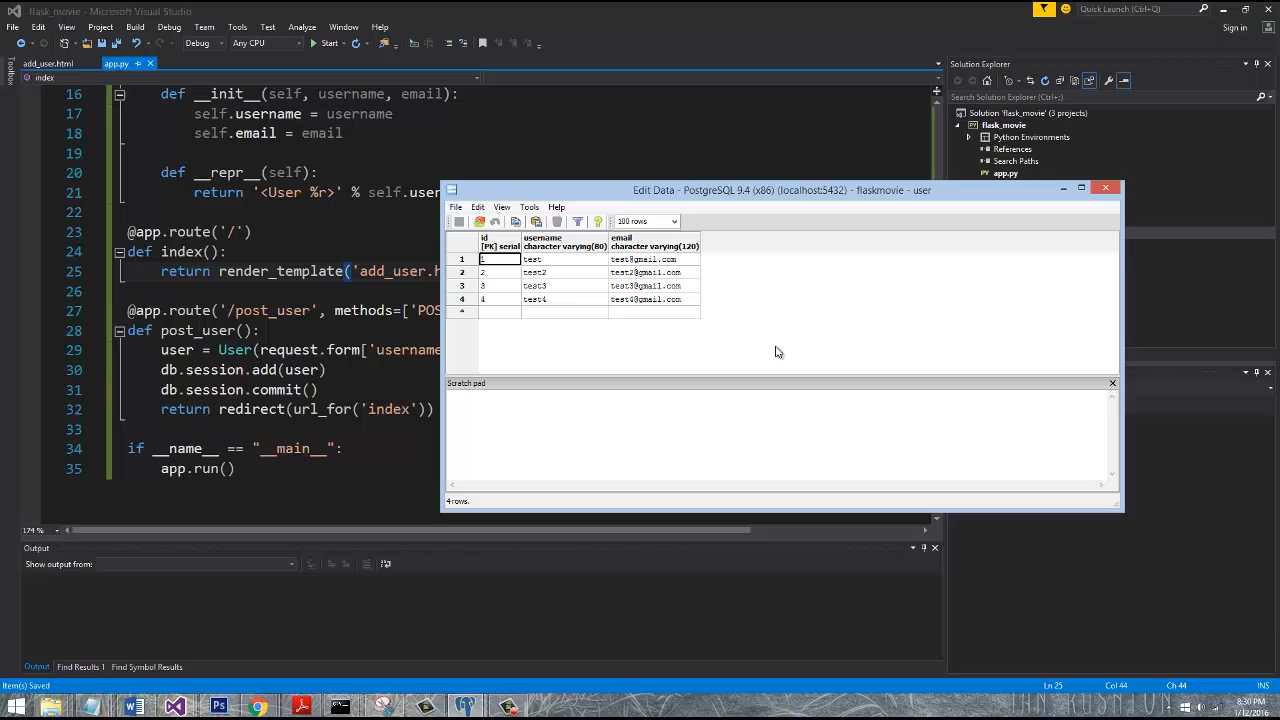 flask_movie - Microsoft Visual Studio
Quick Launch (Ctrl+;)
File Edit View Project Build Debug Team Tools Test Analyze Window Help
Sign in
Debug Any CPU Start
Toolbox
add_user.html app.py
Solution Explorer
index
Search Solution Explorer (Ctrl+;)
16 def __init__(self, username, email):
17 self.username = username
18 self.email = email
19
20 def __repr__(self):
21 return '<User %r>' % self.user
22
23 @app.route('/')
24 def index():
25 return render_template('add_user.h
26
27 @app.route('/post_user', methods=['POS
28 def post_user():
29 user = User(request.form['username
30 db.session.add(user)
31 db.session.commit()
32 return redirect(url_for('index'))
33
34 if __name__ == "__main__":
35 app.run()
Solution 'flask_movie' (3 projects)
flask_movie
Python Environments
References
Search Paths
app.py
Edit Data - PostgreSQL 9.4 (x86) (localhost:5432) - flaskmovie - user
File Edit View Tools Help
100 rows
id username email
[PK] serial character varying(80) character varying(120)
1 1 test test@gmail.com
2 2 test2 test2@gmail.com
3 3 test3 test3@gmail.com
4 4 test4 test4@gmail.com
*
Scratch pad
4 rows.
174 %
Output
Show output from:
Output Find Results 1 Find Symbol Results
Item(s) Saved Ln 25 Col 44 Ch 44 INS
8:30 PM
1/12/2016